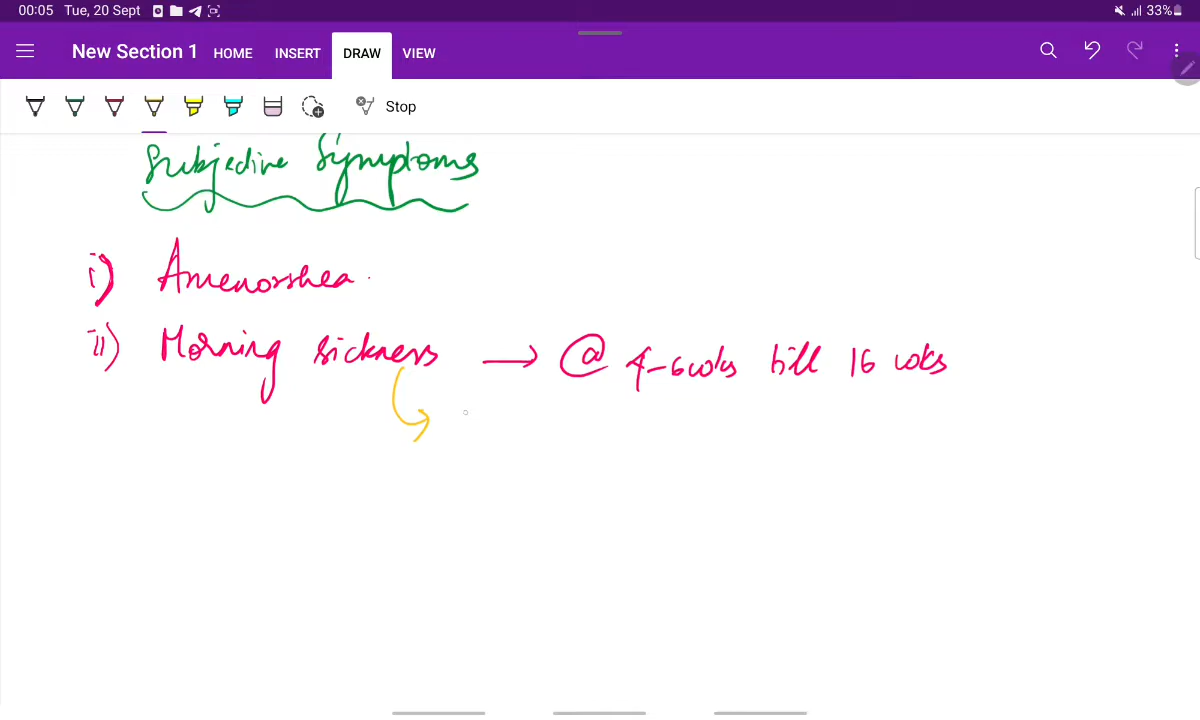 00:05 Tue, 20 Sept 33%
New Section 1 HOME INSERT DRAW VIEW
Stop
Subjective Symptoms
i) Amenorrhea.
ii) Morning sickness → @ 4-6wks till 16 wks